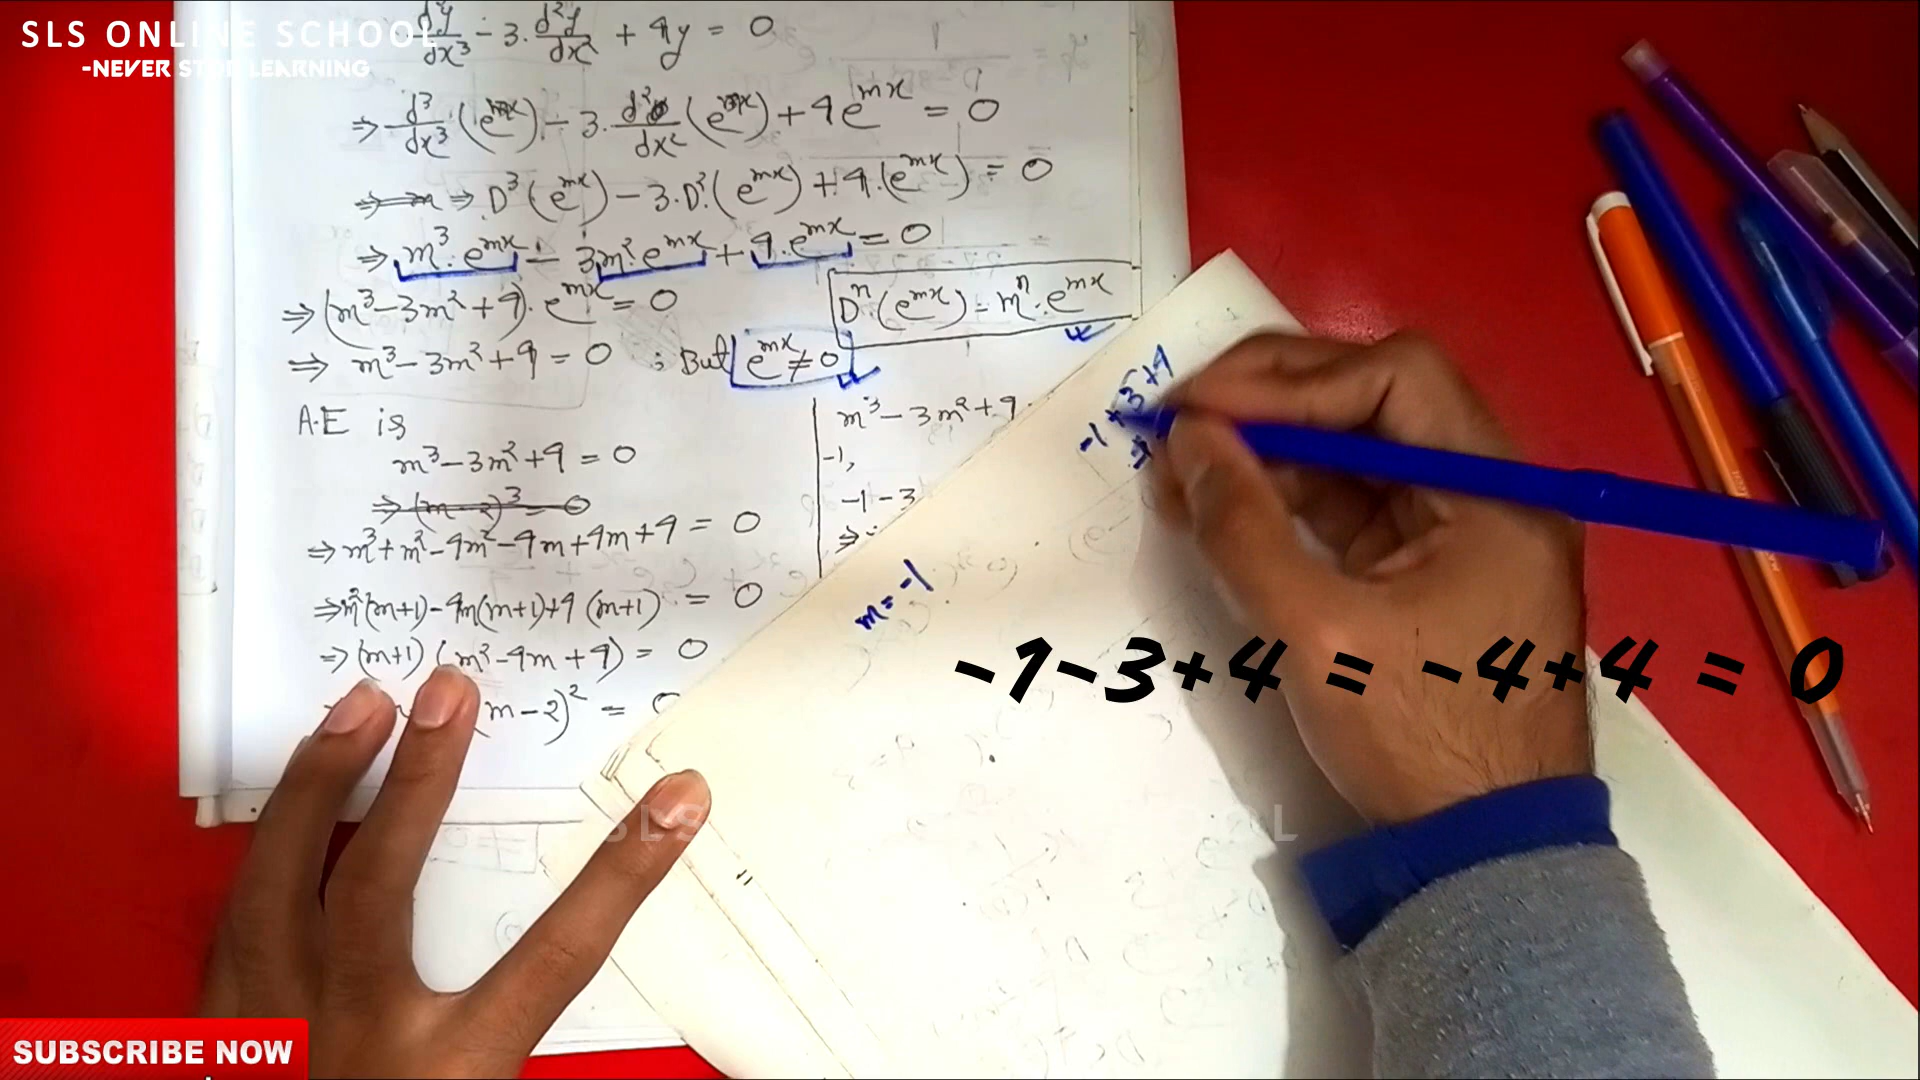 SLS ONLINE SCHOOL
-NEVER STOP LEARNING
d³y/dx³ - 3. d²y/dx² + 4y = 0
⇒ d³/dx³ (e^mx) - 3. d²/dx² (e^mx) + 4 e^mx = 0
⇒ D³(e^mx) - 3.D²(e^mx) + 4.(e^mx) = 0
⇒ m³.e^mx - 3m².e^mx + 4.e^mx = 0
⇒ (m³-3m²+4).e^mx = 0
D^n(e^mx) = m^n.e^mx
⇒ m³-3m²+4 = 0 ; But e^mx ≠ 0
A.E is
m³-3m²+4 = 0
⇒ m³+m²-4m²-4m+4m+4 = 0
⇒ m²(m+1)-4m(m+1)+4(m+1) = 0
⇒ (m+1)(m²-4m+4) = 0
(m-2)² = 0
m³-3m²+4
-1,
-1-3
⇒
-1+3+4
m=-1
-1-3+4 = -4+4 = 0
SUBSCRIBE NOW